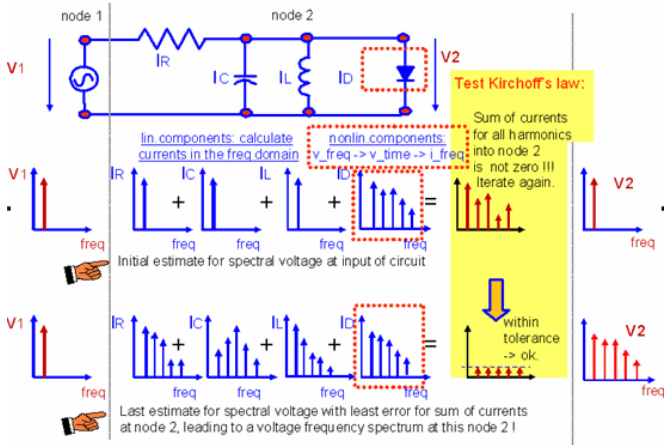 node 1
node 2
V1
IR
IC
IL
ID
V2
Test Kirchoff's law:
Sum of currents
for all harmonics
into node 2
is not zero !!!
Iterate again.
lin.components: calculate
currents in the freq domain
nonlin.components:
v_freq -> v_time -> i_freq
V1
IR
+
IC
+
IL
+
ID
=
V2
freq
freq
freq
freq
freq
freq
Initial estimate for spectral voltage at input of circuit
V1
IR
+
IC
+
IL
+
ID
=
within
tolerance
-> ok.
V2
freq
freq
freq
freq
freq
freq
Last estimate for spectral voltage with least error for sum of currents
at node 2, leading to a voltage frequency spectrum at this node 2 !